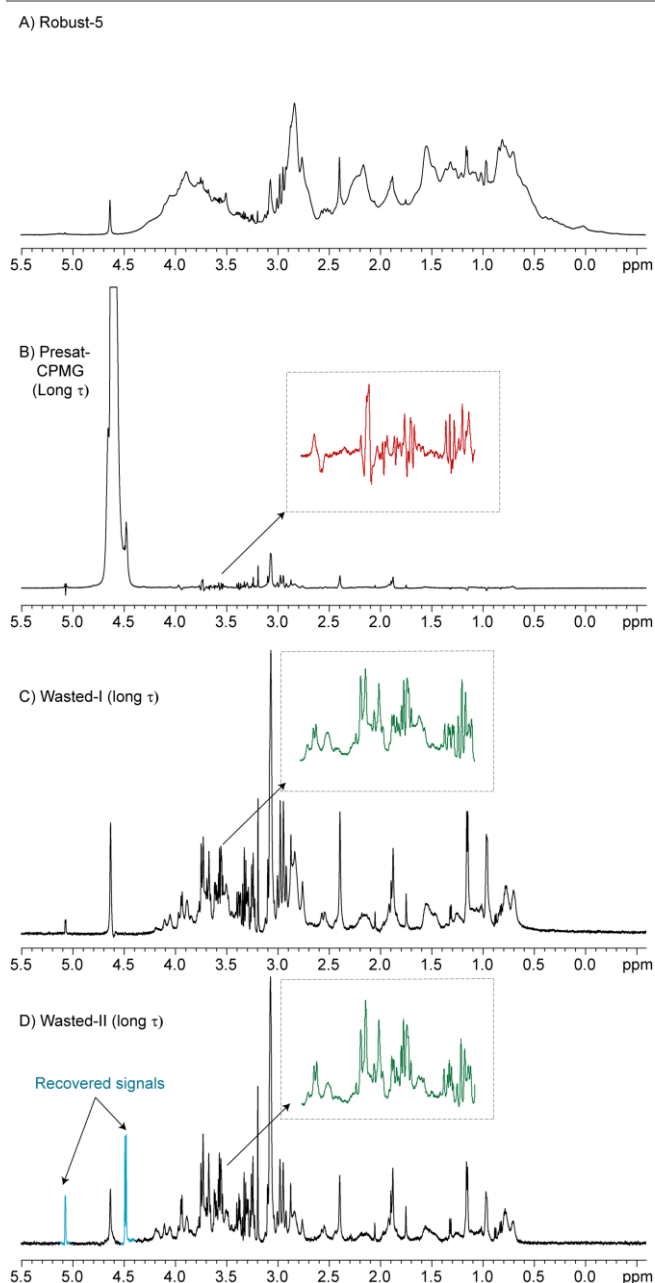 A) Robust-5
5.5 5.0 4.5 4.0 3.5 3.0 2.5 2.0 1.5 1.0 0.5 0.0 ppm
B) Presat-
CPMG
(Long τ)
5.5 5.0 4.5 4.0 3.5 3.0 2.5 2.0 1.5 1.0 0.5 0.0 ppm
C) Wasted-I (long τ)
5.5 5.0 4.5 4.0 3.5 3.0 2.5 2.0 1.5 1.0 0.5 0.0 ppm
D) Wasted-II (long τ)
Recovered signals
5.5 5.0 4.5 4.0 3.5 3.0 2.5 2.0 1.5 1.0 0.5 0.0 ppm